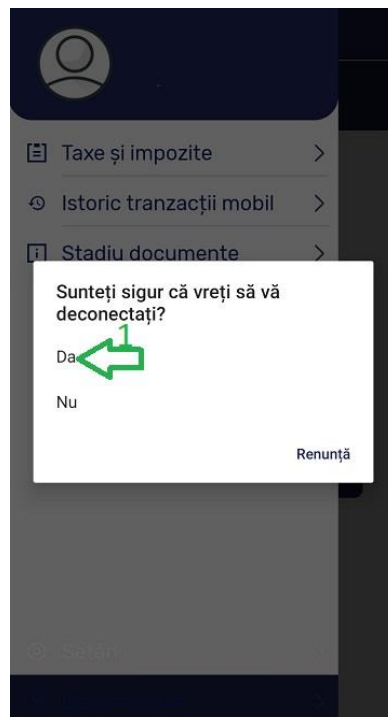 Taxe și impozite
Istoric tranzacții mobil
Stadiu documente
Sunteți sigur că vreți să vă
deconectați?
1
Da
Nu
Renunță